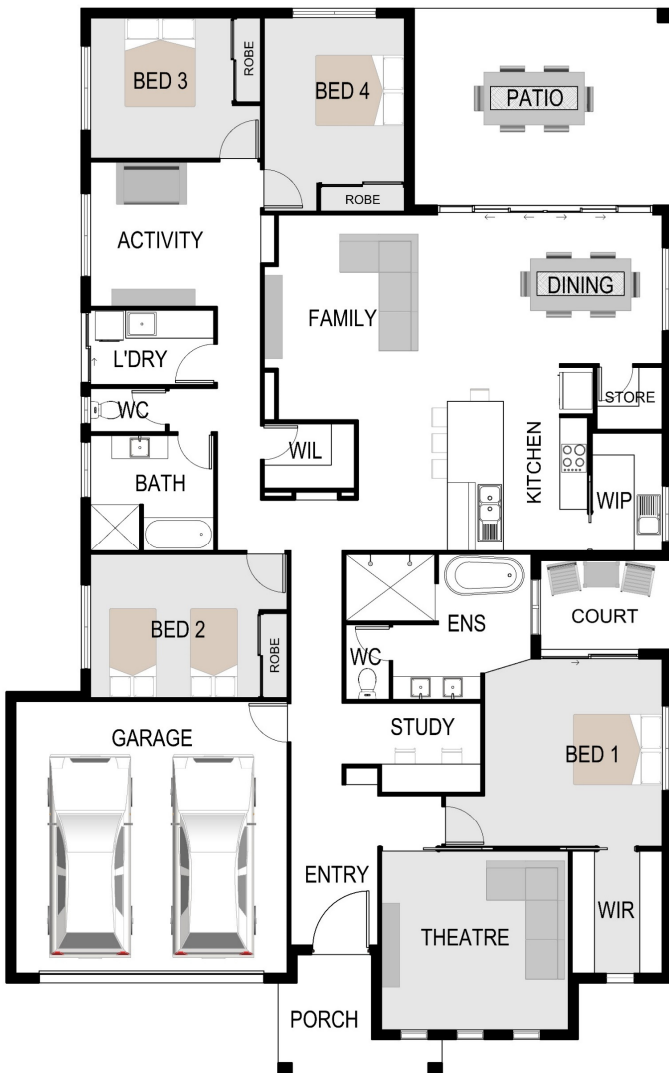 BED 3
ROBE
BED 4
PATIO
ROBE
ACTIVITY
DINING
FAMILY
L'DRY
STORE
WC
KITCHEN
WIL
BATH
WIP
COURT
BED 2
ROBE
ENS
WC
STUDY
GARAGE
BED 1
ENTRY
WIR
THEATRE
PORCH